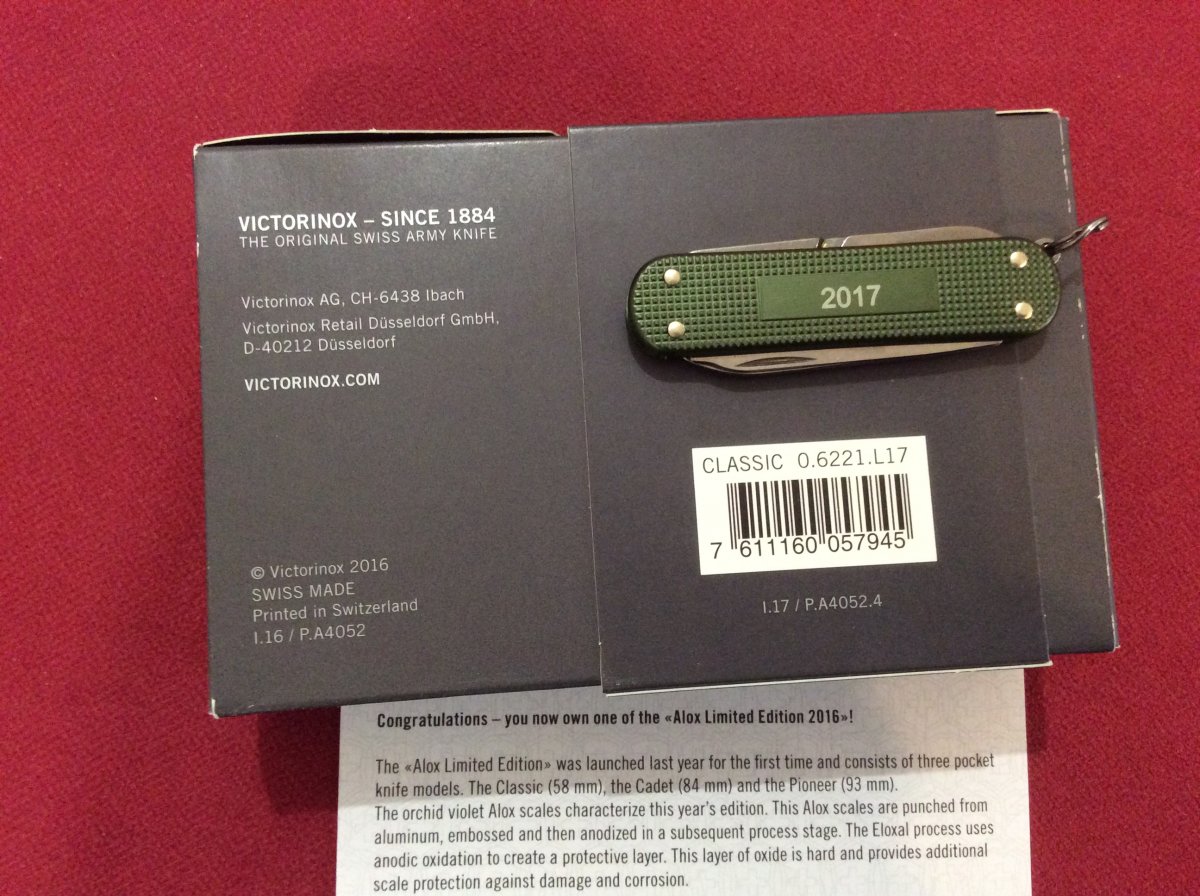 VICTORINOX – SINCE 1884
THE ORIGINAL SWISS ARMY KNIFE
Victorinox AG, CH-6438 Ibach
Victorinox Retail Düsseldorf GmbH,
D-40212 Düsseldorf
VICTORINOX.COM
© Victorinox 2016
SWISS MADE
Printed in Switzerland
I.16 / P.A4052
2017
CLASSIC 0.6221.L17
7 611160 057945
I.17 / P.A4052.4
Congratulations – you now own one of the «Alox Limited Edition 2016»!
The «Alox Limited Edition» was launched last year for the first time and consists of three pocket
knife models. The Classic (58 mm), the Cadet (84 mm) and the Pioneer (93 mm).
The orchid violet Alox scales characterize this year's edition. This Alox scales are punched from
aluminum, embossed and then anodized in a subsequent process stage. The Eloxal process uses
anodic oxidation to create a protective layer. This layer of oxide is hard and provides additional
scale protection against damage and corrosion.